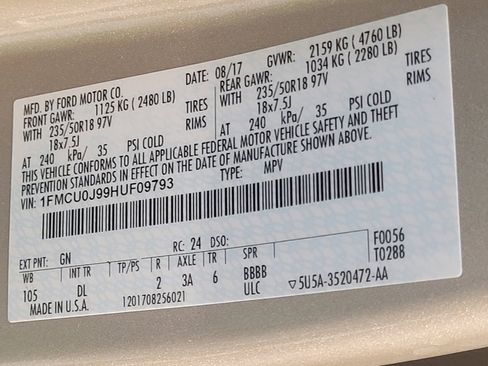 MFD. BY FORD MOTOR CO. DATE: 08/17 GVWR: 2159 KG ( 4760 LB)
FRONT GAWR: 1125 KG ( 2480 LB) REAR GAWR: 1034 KG ( 2280 LB)
WITH 235/50R18 97V TIRES WITH 235/50R18 97V TIRES
18x7.5J RIMS 18x7.5J RIMS
AT 240 kPa/ 35 PSI COLD AT 240 kPa/ 35 PSI COLD
THIS VEHICLE CONFORMS TO ALL APPLICABLE FEDERAL MOTOR VEHICLE SAFETY AND THEFT
PREVENTION STANDARDS IN EFFECT ON THE DATE OF MANUFACTURE SHOWN ABOVE.
VIN: 1FMCU0J99HUF09793 TYPE: MPV
EXT PNT: GN RC: 24 DSO: F0056
WB INT TR TP/PS R AXLE TR SPR T0288
105 DL 2 3A 6 BBBB
MADE IN U.S.A. 1201708256021 ULC ▽5U5A-3520472-AA